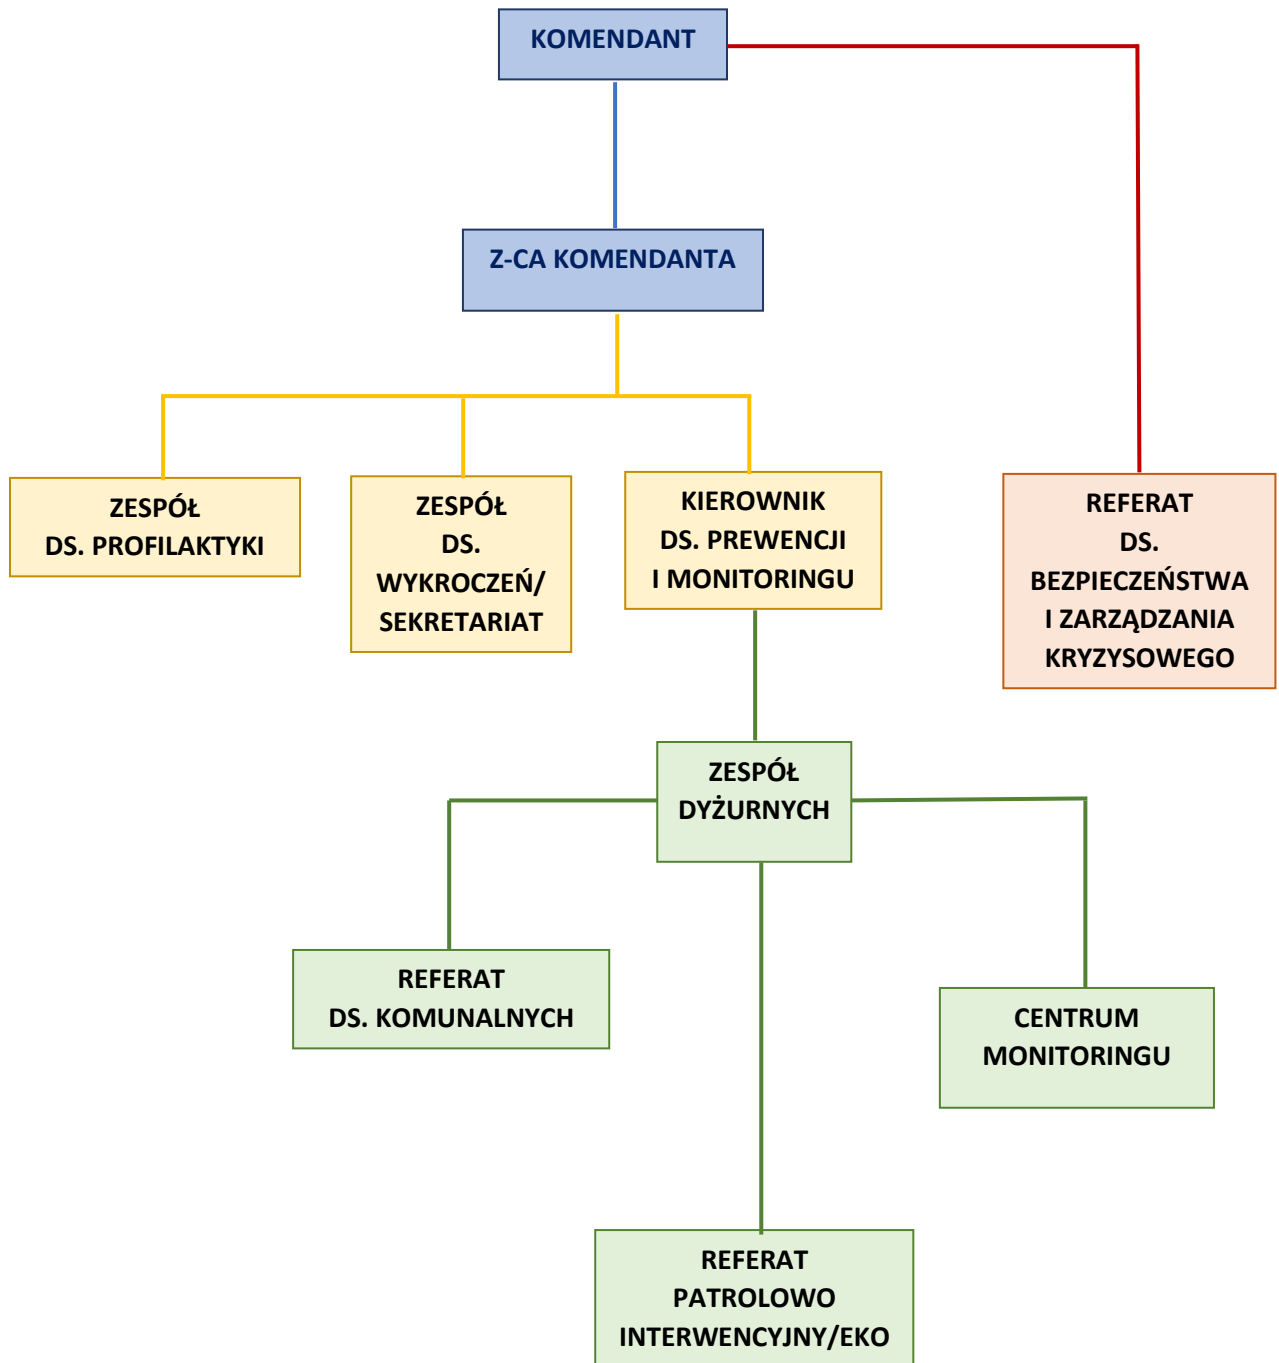 KOMENDANT
Z-CA KOMENDANTA
ZESPÓŁ
DS. PROFILAKTYKI
ZESPÓŁ
DS.
WYKROCZEŃ/
SEKRETARIAT
KIEROWNIK
DS. PREWENCJI
I MONITORINGU
REFERAT
DS.
BEZPIECZEŃSTWA
I ZARZĄDZANIA
KRYZYSOWEGO
ZESPÓŁ
DYŻURNYCH
REFERAT
DS. KOMUNALNYCH
CENTRUM
MONITORINGU
REFERAT
PATROLOWO
INTERWENCYJNY/EKO